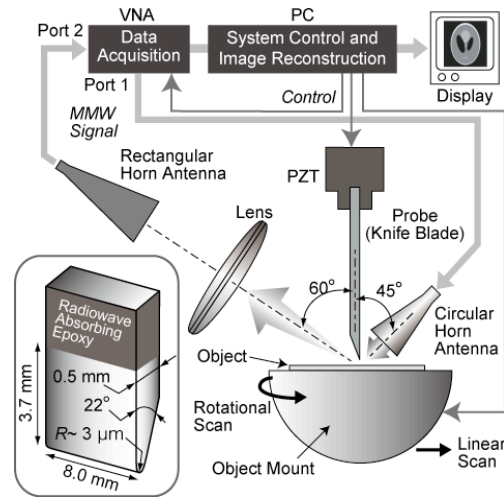 VNA
PC
Port 2
Data
Acquisition
System Control and
Image Reconstruction
Port 1
Control
Display
MMW
Signal
Rectangular
Horn Antenna
PZT
Lens
Probe
(Knife Blade)
60°
45°
Circular
Horn
Antenna
Object
Rotational
Scan
Object Mount
Linear
Scan
Radiowave
Absorbing
Epoxy
0.5 mm
3.7 mm
22°
R~ 3 μm
8.0 mm